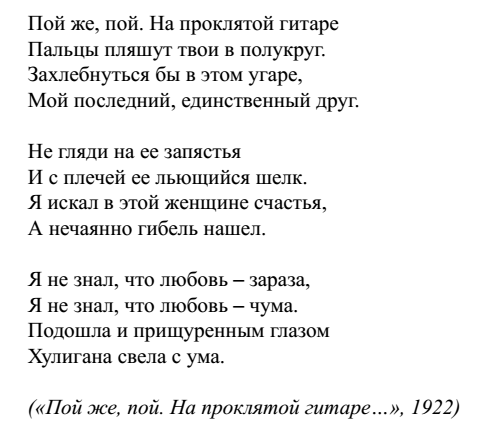 Пой же, пой. На проклятой гитаре
Пальцы пляшут твои в полукруг.
Захлебнуться бы в этом угаре,
Мой последний, единственный друг.

Не гляди на ее запястья
И с плечей ее льющийся шелк.
Я искал в этой женщине счастья,
А нечаянно гибель нашел.

Я не знал, что любовь – зараза,
Я не знал, что любовь – чума.
Подошла и прищуренным глазом
Хулигана свела с ума.

(«Пой же, пой. На проклятой гитаре…», 1922)